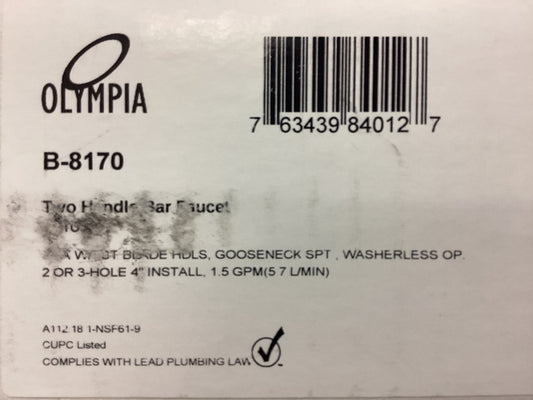 OLYMPIA
7 63439 84012 7
B-8170
Two Handle Bar Faucet
BLADE HDLS, GOOSENECK SPT , WASHERLESS OP.
2 OR 3-HOLE 4" INSTALL, 1.5 GPM(5 7 L/MIN)
A112 18 1-NSF61-9
CUPC Listed
COMPLIES WITH LEAD PLUMBING LAW